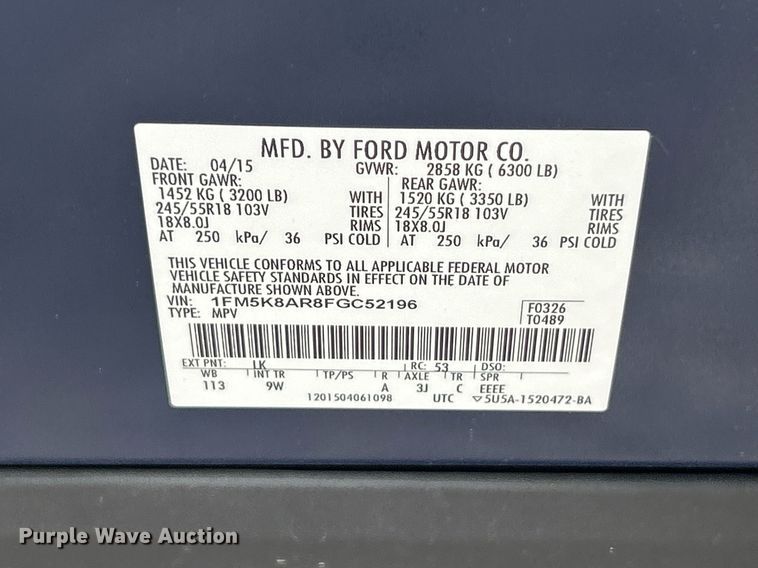 MFD. BY FORD MOTOR CO.
DATE: 04/15 GVWR: 2858 KG ( 6300 LB)
FRONT GAWR: REAR GAWR:
1452 KG ( 3200 LB) WITH 1520 KG ( 3350 LB) WITH
245/55R18 103V TIRES 245/55R18 103V TIRES
18X8.0J RIMS 18X8.0J RIMS
AT 250 kPa/ 36 PSI COLD AT 250 kPa/ 36 PSI COLD
THIS VEHICLE CONFORMS TO ALL APPLICABLE FEDERAL MOTOR
VEHICLE SAFETY STANDARDS IN EFFECT ON THE DATE OF
MANUFACTURE SHOWN ABOVE.
VIN: 1FM5K8AR8FGC52196 F0326
TYPE: MPV T0489
EXT PNT: LK RC: 53 DSO:
WB INT TR TP/PS R AXLE TR SPR
113 9W A 3J C EEEE
1201504061098 UTC ▽5U5A-1520472-BA
Purple Wave Auction